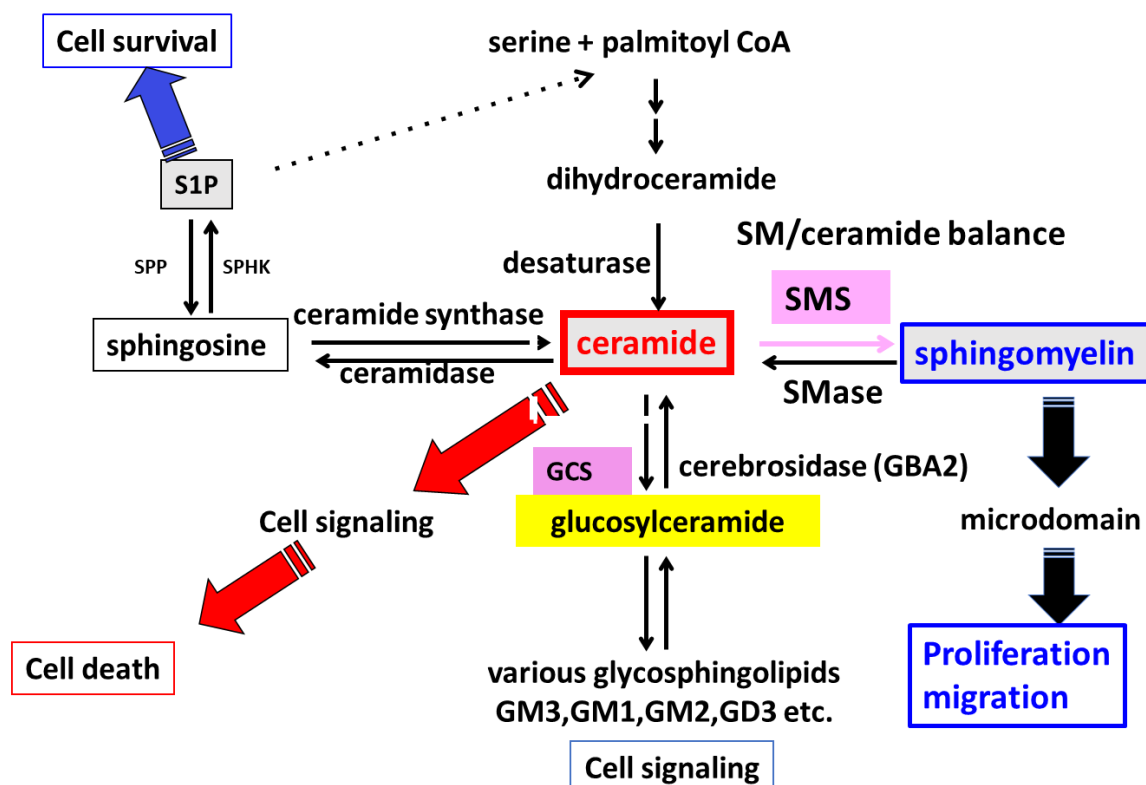 Cell survival
serine + palmitoyl CoA
S1P
dihydroceramide
SM/ceramide balance
SPP
SPHK
desaturase
SMS
ceramide synthase
sphingosine
ceramide
sphingomyelin
ceramidase
SMase
GCS
cerebrosidase (GBA2)
Cell signaling
glucosylceramide
microdomain
Cell death
various glycosphingolipids
GM3,GM1,GM2,GD3 etc.
Proliferation
migration
Cell signaling